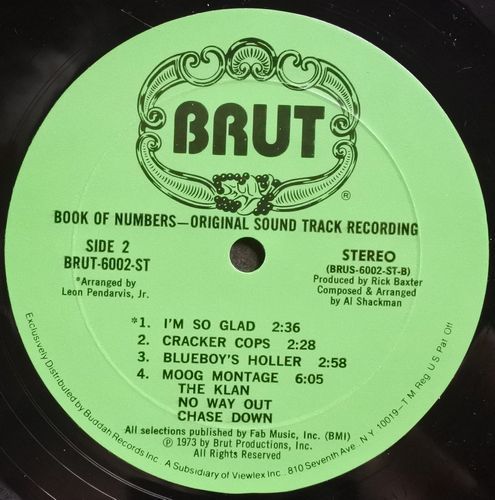 BRUT
®
BOOK OF NUMBERS—ORIGINAL SOUND TRACK RECORDING
SIDE 2
BRUT-6002-ST
*Arranged by
Leon Pendarvis, Jr.
STEREO
(BRUS-6002-ST-B)
Produced by Rick Baxter
Composed & Arranged
by
Al Shackman
*1. I'M SO GLAD 2:36
2. CRACKER COPS 2:28
3. BLUEBOY'S HOLLER 2:58
4. MOOG MONTAGE 6:05
THE KLAN
NO WAY OUT
CHASE DOWN
All selections published by Fab Music, Inc. (BMI)
Ⓟ 1973 by Brut Productions, Inc.
All Rights Reserved
Exclusively Distributed by Buddah Records Inc. A Subsidiary of Viewlex Inc. 810 Seventh Ave. N.Y. 10019 - T M Reg U S Pat Off